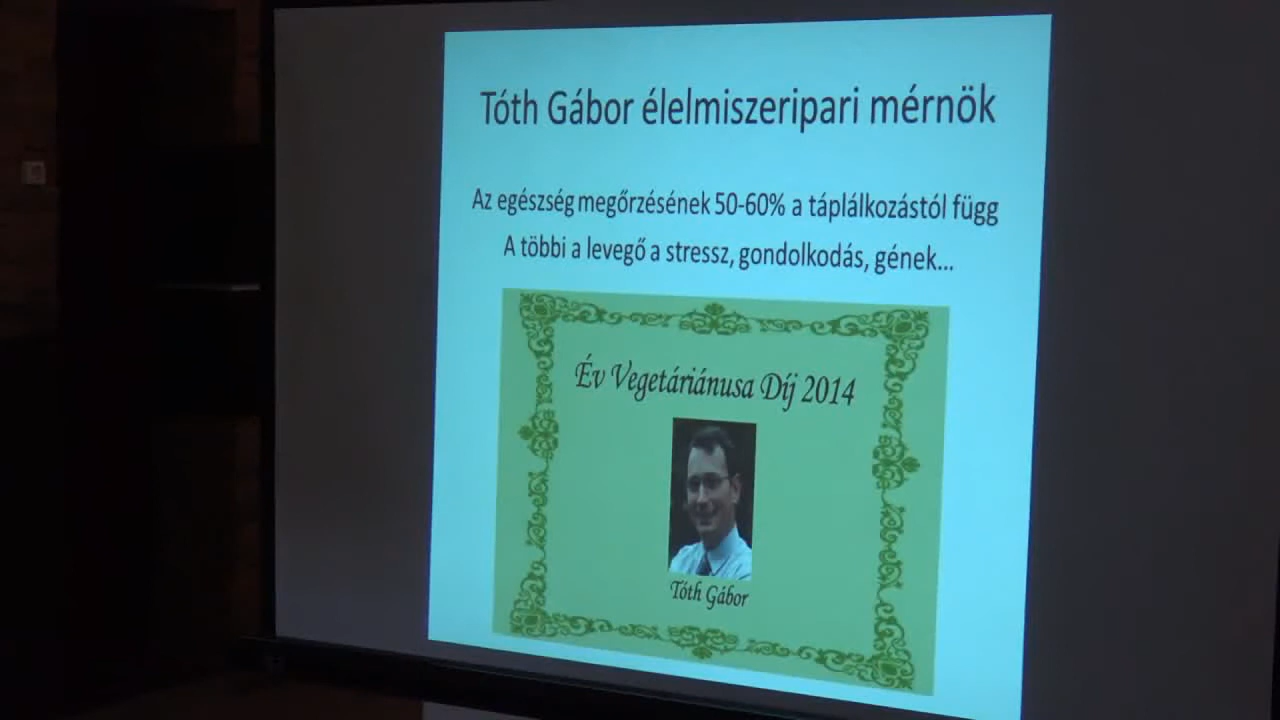 Tóth Gábor élelmiszeripari mérnök
Az egészség megőrzésének 50-60% a táplálkozástól függ
A többi a levegő a stressz, gondolkodás, gének...
Év Vegetáriánusa Díj 2014
Tóth Gábor